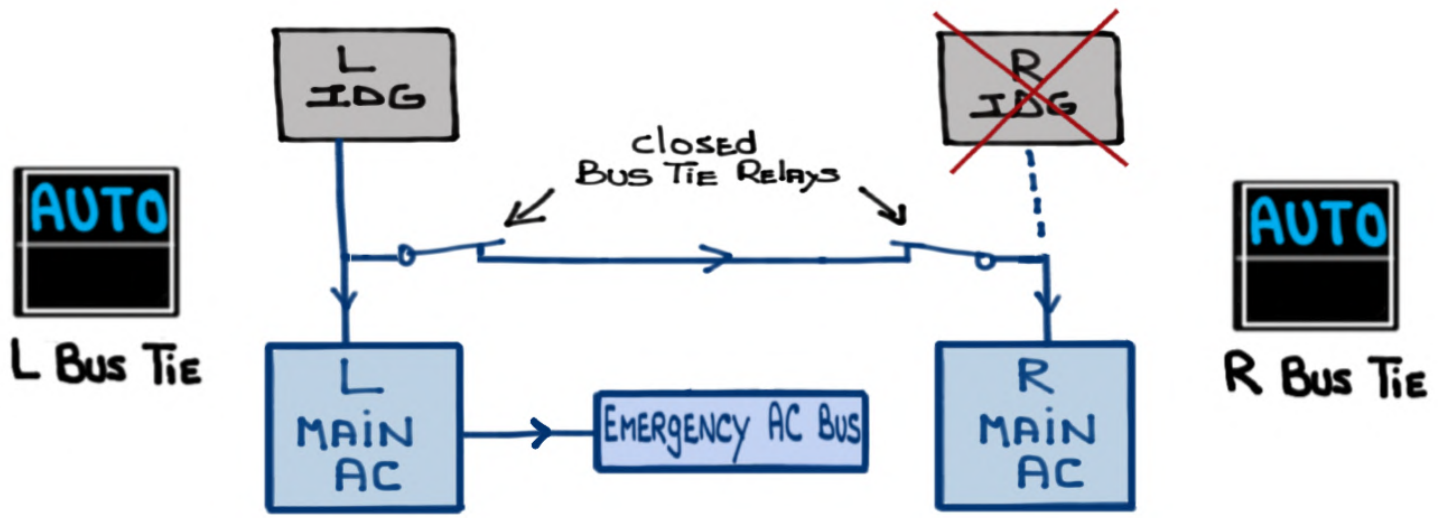 L
IDG
R
IDG
Closed
Bus Tie Relays
AUTO
L Bus Tie
AUTO
R Bus Tie
L
MAiN
AC
EMERgENCY AC BUS
R
MAiN
AC